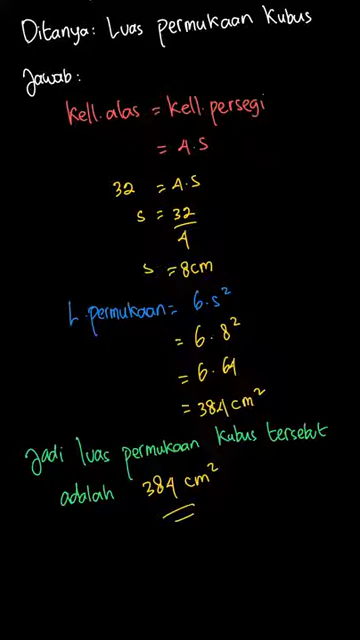 Ditanya: Luas permukaan Kubus
Jawab:
Kell. alas = Kell. persegi
= 4.s
32 = 4.s
s = 32/4
s = 8cm
L. permukaan = 6.s²
= 6.8²
= 6.64
= 384 cm²
Jadi luas permukaan kubus tersebut
adalah 384 cm²